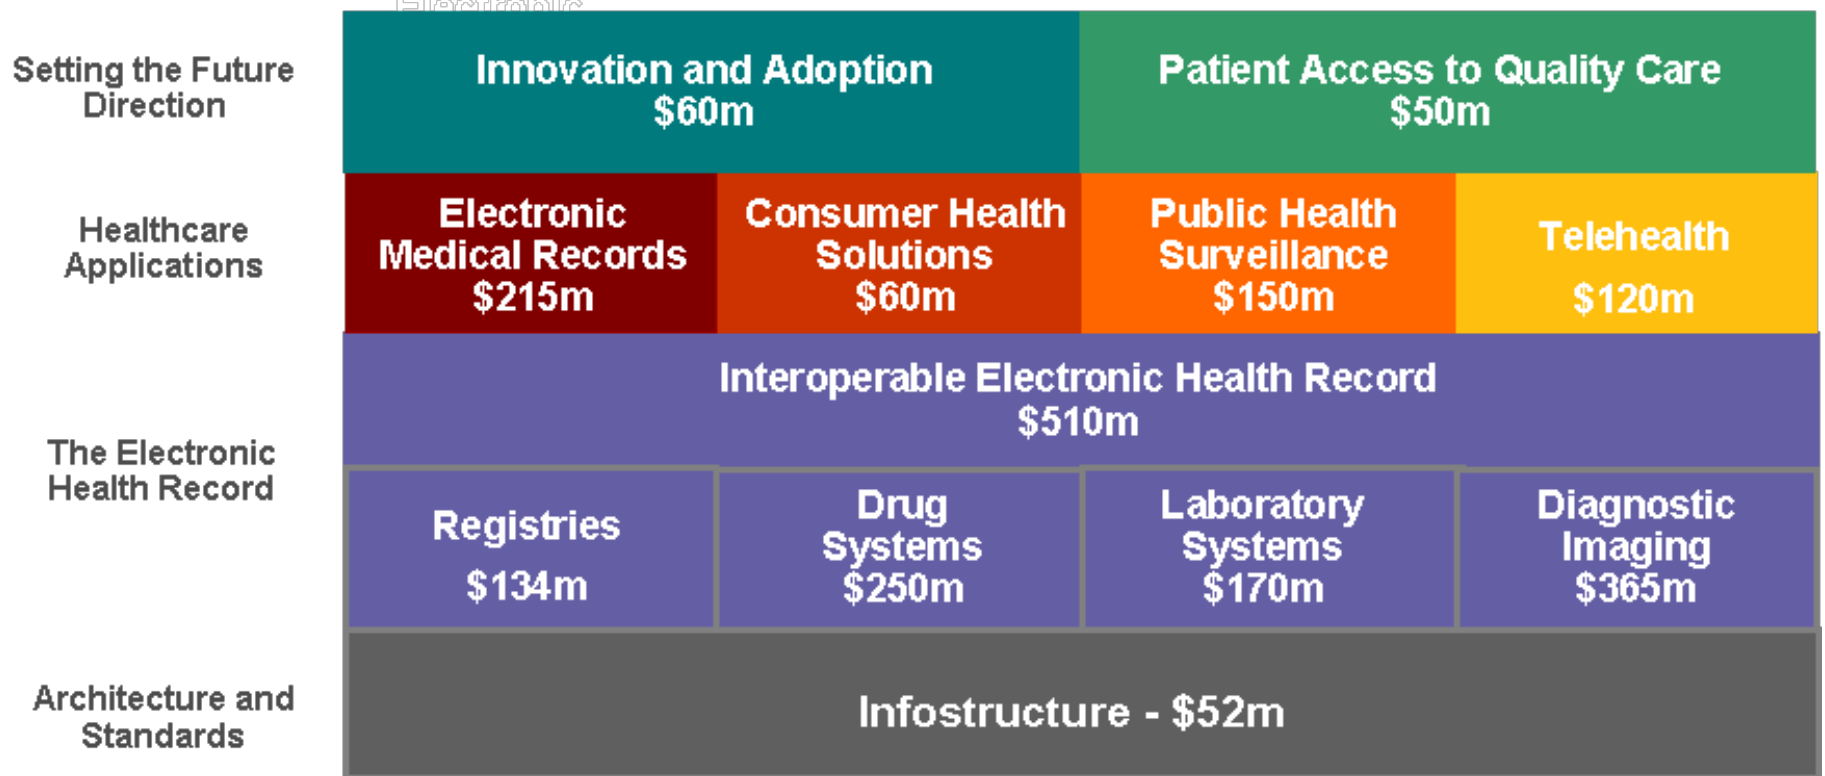 Electronic
Setting the Future
Direction
Innovation and Adoption
$60m
Patient Access to Quality Care
$50m
Healthcare
Applications
Electronic
Medical Records
$215m
Consumer Health
Solutions
$60m
Public Health
Surveillance
$150m
Telehealth
$120m
The Electronic
Health Record
Interoperable Electronic Health Record
$510m
Registries
$134m
Drug
Systems
$250m
Laboratory
Systems
$170m
Diagnostic
Imaging
$365m
Architecture and
Standards
Infostructure - $52m